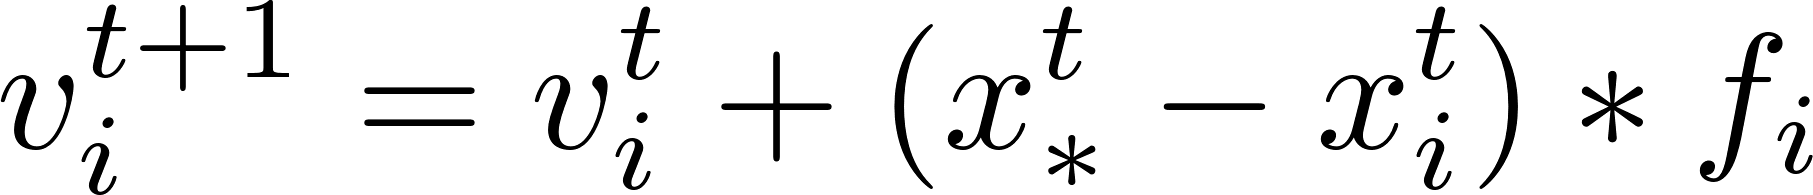 v_i^{t+1} = v_i^t + (x_*^t − x_i^t) * f_i